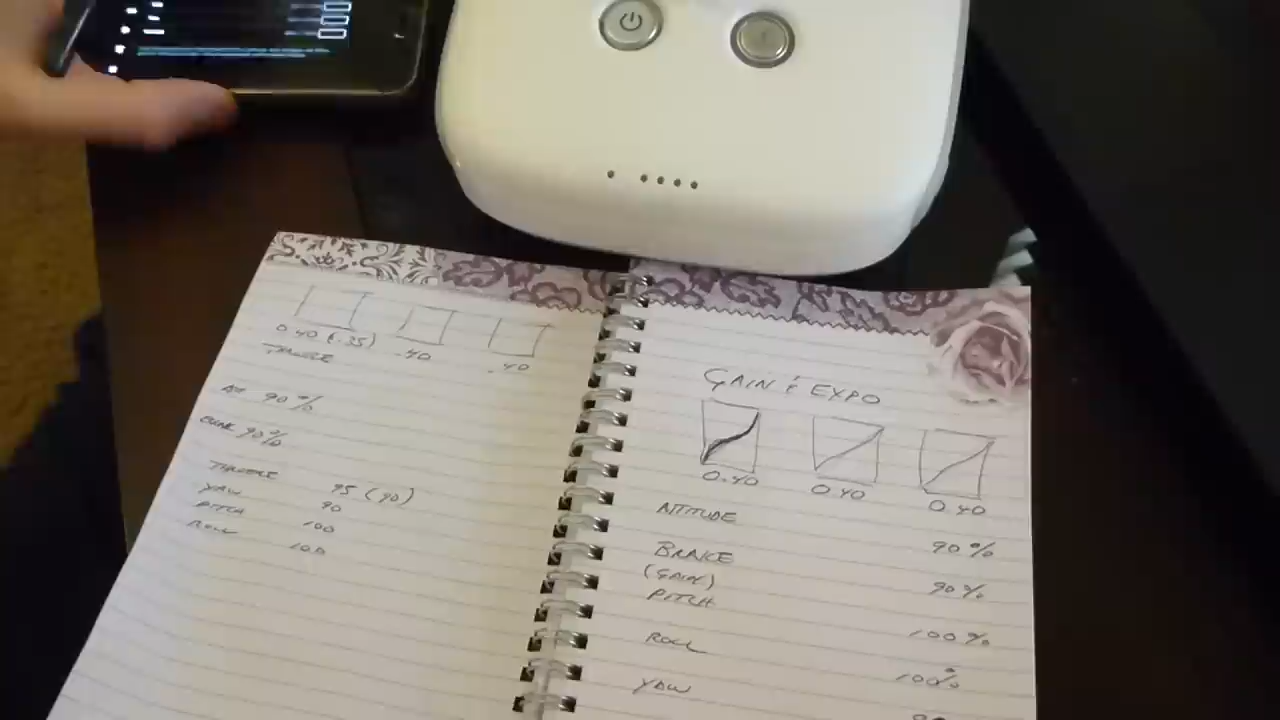 0.40 (.35) .40 .40
THROTTLE
ATT 90%
BRAKE 90%
THROTTLE 95 (90)
YAW 90
PITCH 100
ROLL 100
GAIN & EXPO
0.40 0.40 0.40
ATTITUDE 90%
BRAKE 90%
(GAIN)
PITCH 100%
ROLL 100%
YAW